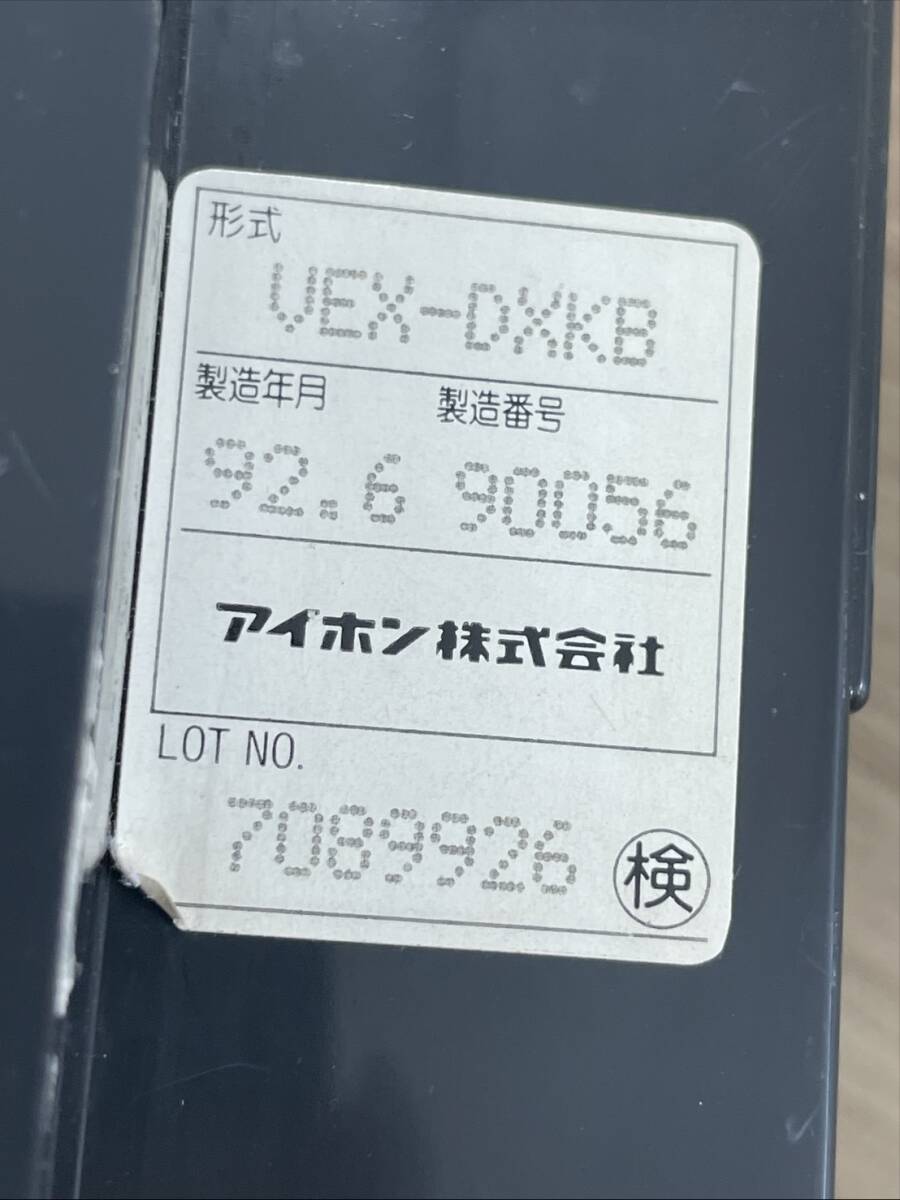 形式
VEX-DXKB
製造年月 製造番号
92.6 90056
アイホン株式会社
LOT NO.
7089926 検